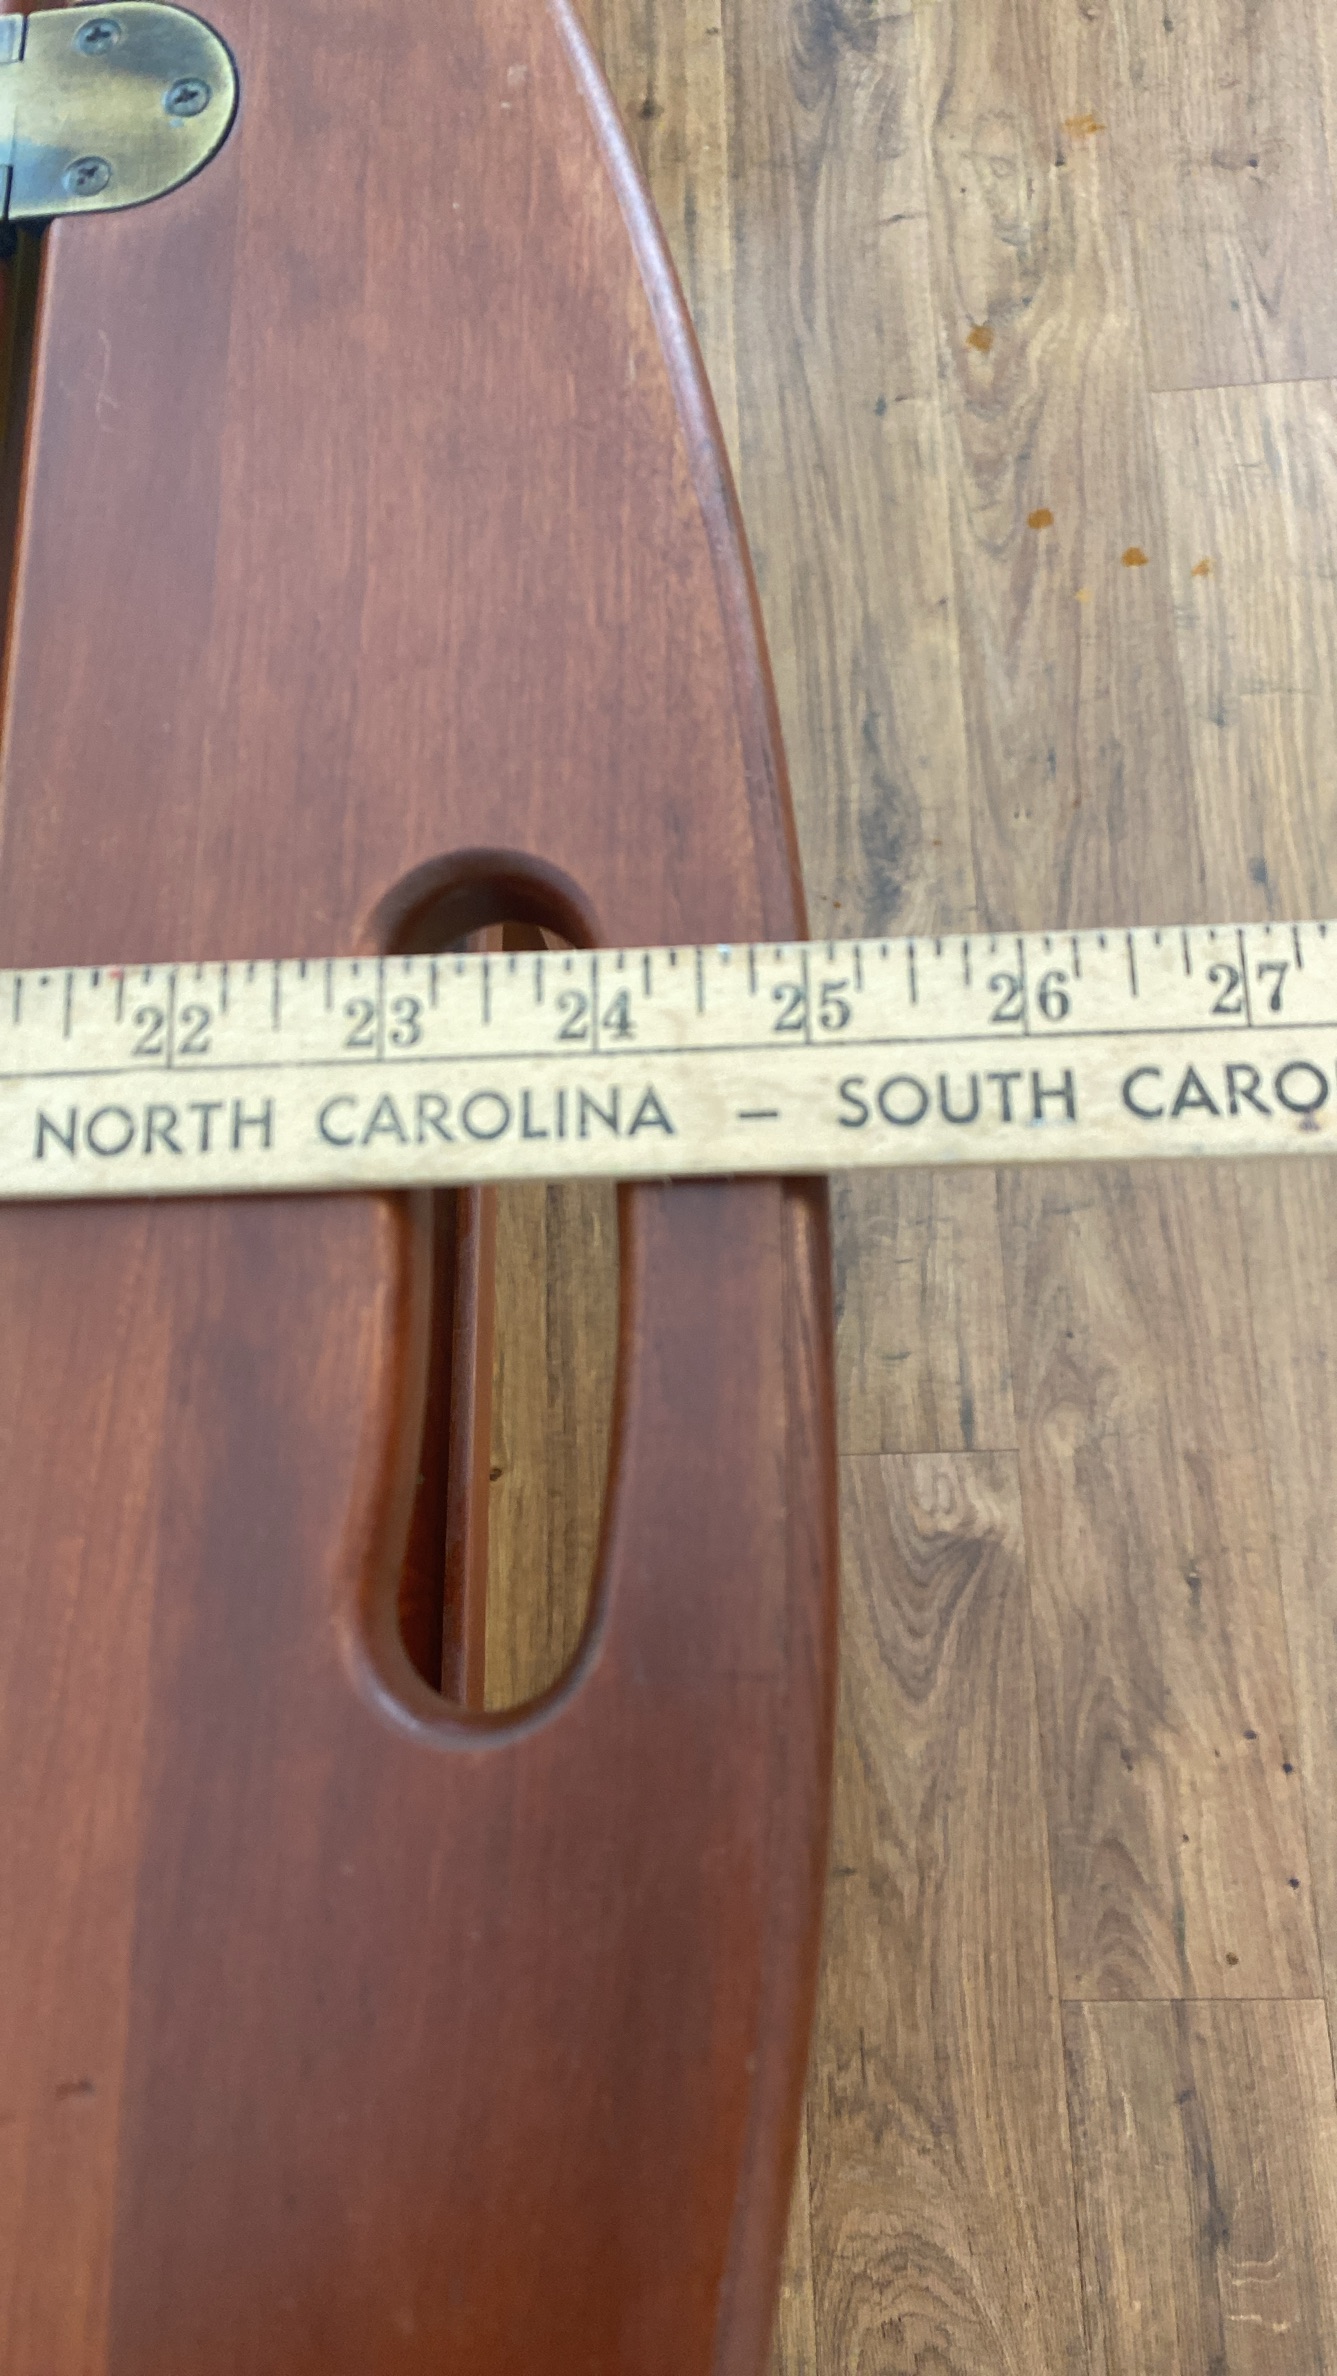 22 23 24 25 26 27
NORTH CAROLINA – SOUTH CARO